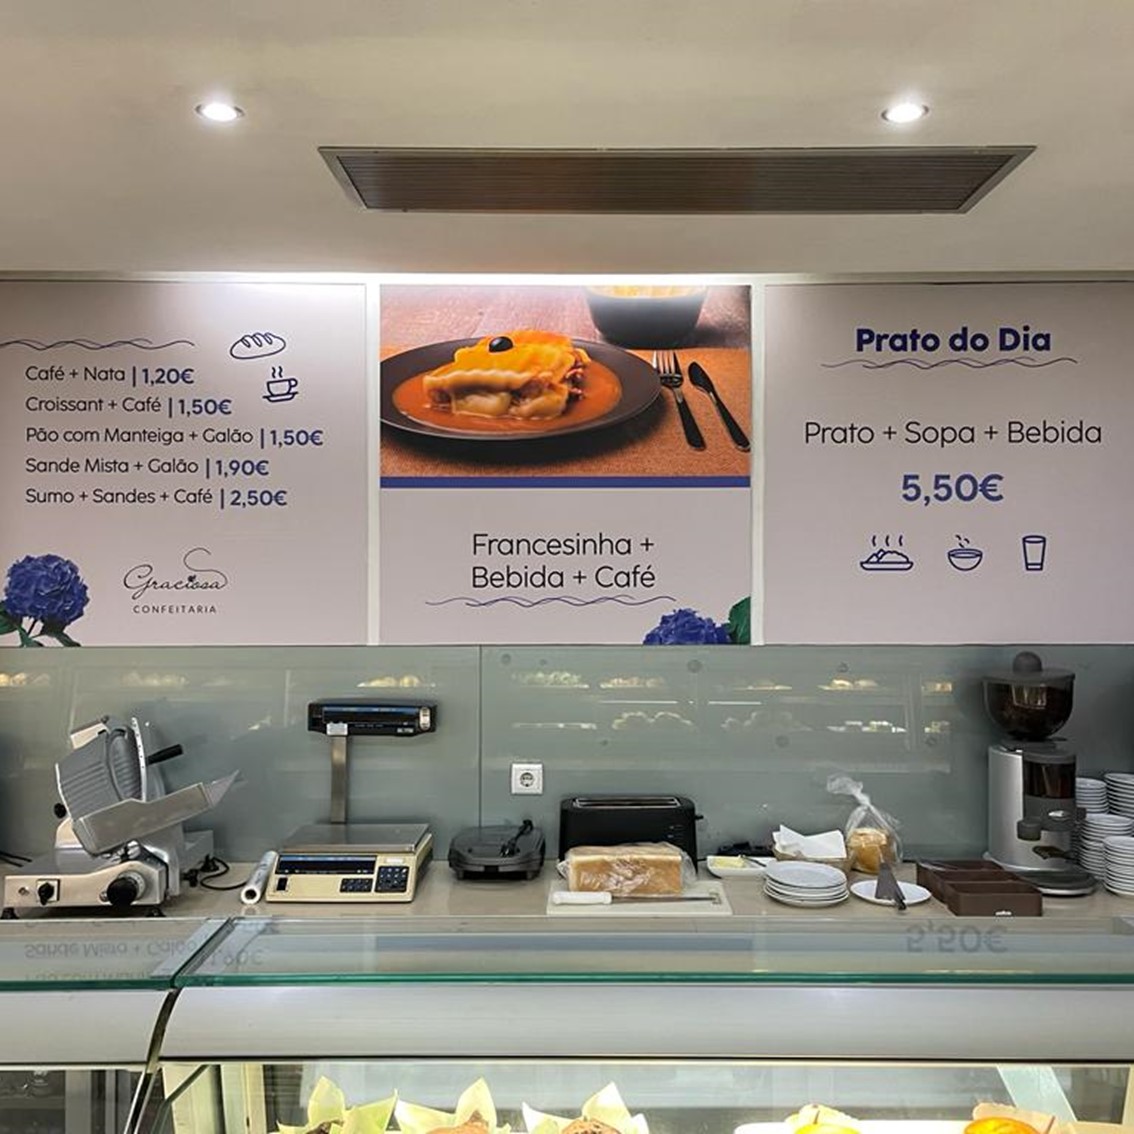 Café + Nata | 1,20€
Croissant + Café | 1,50€
Pão com Manteiga + Galão | 1,50€
Sande Mista + Galão | 1,90€
Sumo + Sandes + Café | 2,50€
Graciosa
CONFEITARIA
Francesinha +
Bebida + Café
Prato do Dia
Prato + Sopa + Bebida
5,50€